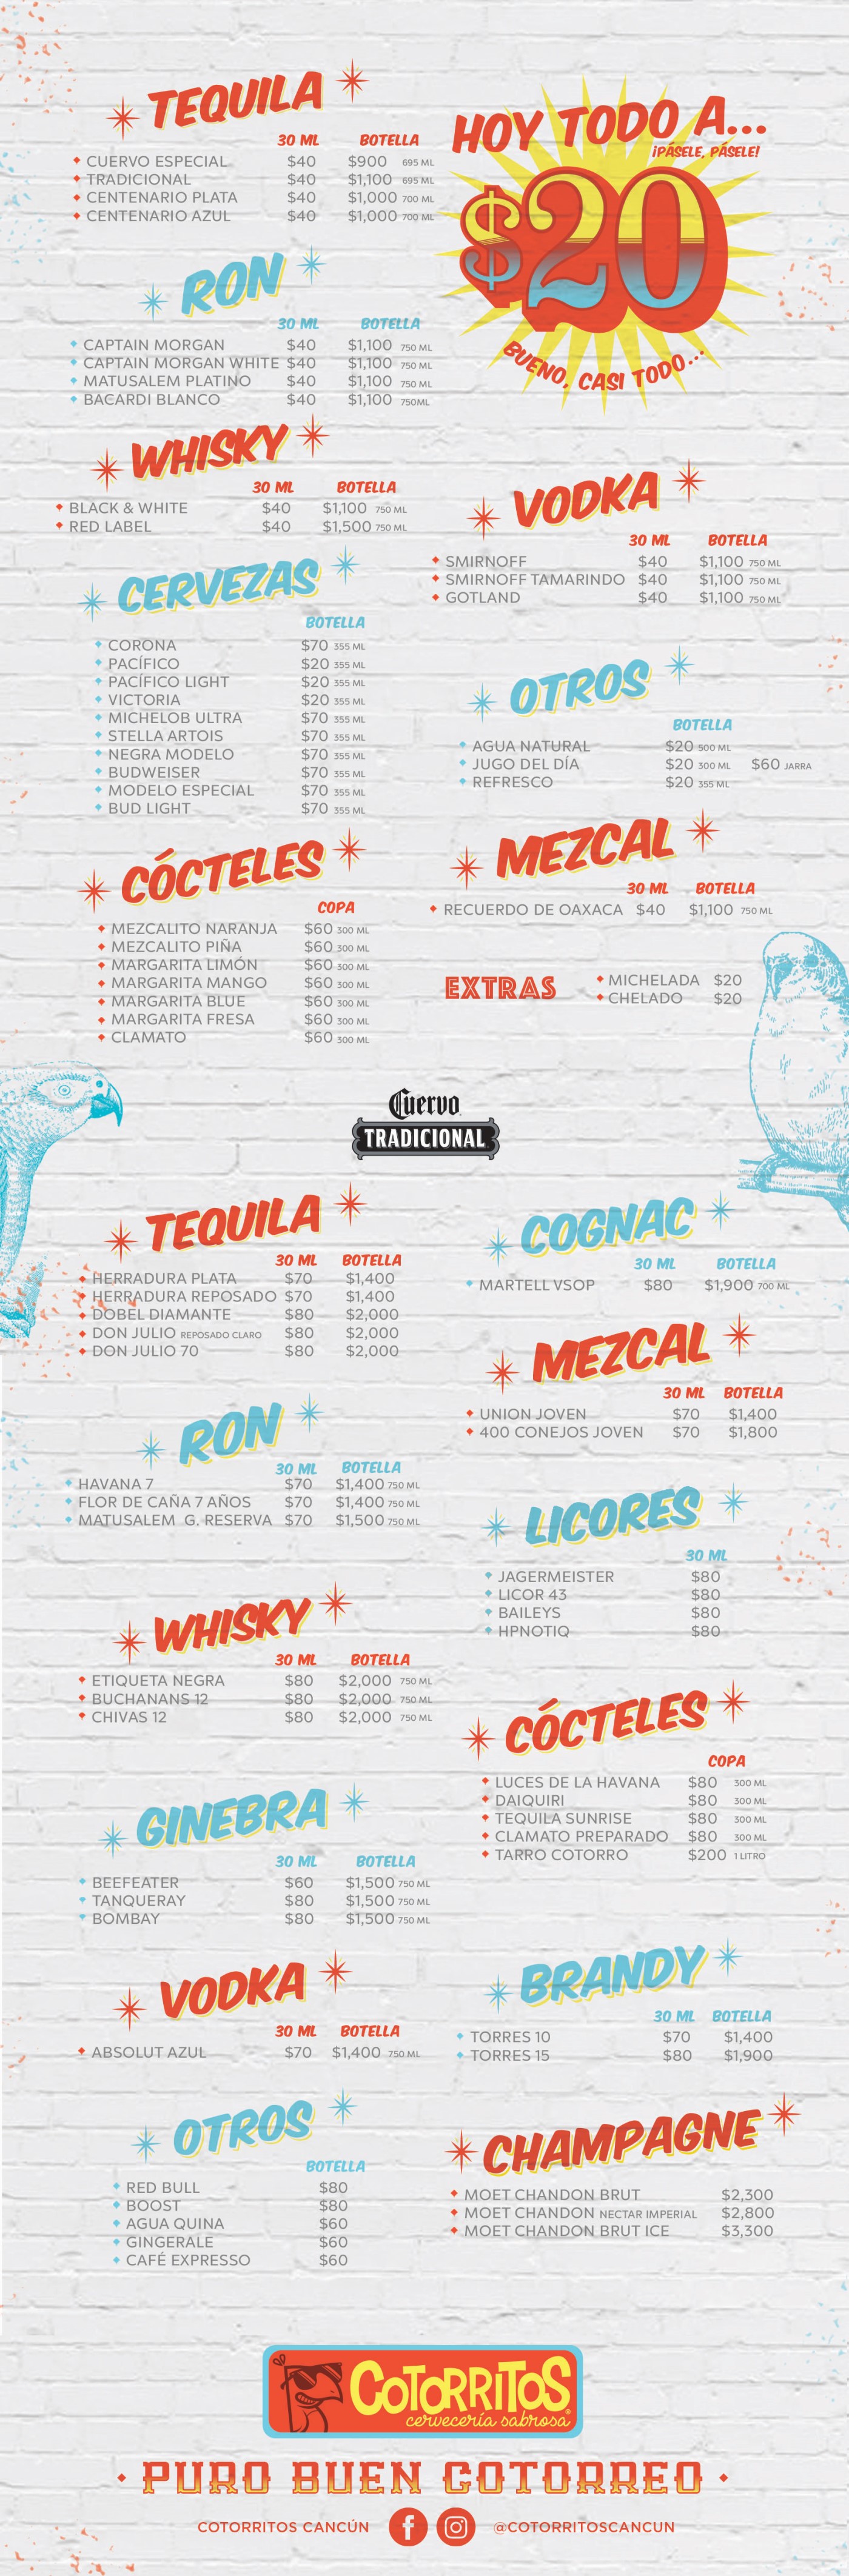 TEQUILA
30 ML BOTELLA
CUERVO ESPECIAL $40 $900 695 ML
TRADICIONAL $40 $1,100 695 ML
CENTENARIO PLATA $40 $1,000 700 ML
CENTENARIO AZUL $40 $1,000 700 ML
HOY TODO A...
¡PÁSELE, PÁSELE!
$20
BUENO, CASI TODO...
RON
30 ML BOTELLA
CAPTAIN MORGAN $40 $1,100 750 ML
CAPTAIN MORGAN WHITE $40 $1,100 750 ML
MATUSALEM PLATINO $40 $1,100 750 ML
BACARDI BLANCO $40 $1,100 750ML
WHISKY
30 ML BOTELLA
BLACK & WHITE $40 $1,100 750 ML
RED LABEL $40 $1,500 750 ML
VODKA
30 ML BOTELLA
SMIRNOFF $40 $1,100 750 ML
SMIRNOFF TAMARINDO $40 $1,100 750 ML
GOTLAND $40 $1,100 750 ML
CERVEZAS
BOTELLA
CORONA $70 355 ML
PACÍFICO $20 355 ML
PACÍFICO LIGHT $20 355 ML
VICTORIA $20 355 ML
MICHELOB ULTRA $70 355 ML
STELLA ARTOIS $70 355 ML
NEGRA MODELO $70 355 ML
BUDWEISER $70 355 ML
MODELO ESPECIAL $70 355 ML
BUD LIGHT $70 355 ML
OTROS
BOTELLA
AGUA NATURAL $20 500 ML
JUGO DEL DÍA $20 300 ML $60 JARRA
REFRESCO $20 355 ML
CÓCTELES
COPA
MEZCALITO NARANJA $60 300 ML
MEZCALITO PIÑA $60 300 ML
MARGARITA LIMÓN $60 300 ML
MARGARITA MANGO $60 300 ML
MARGARITA BLUE $60 300 ML
MARGARITA FRESA $60 300 ML
CLAMATO $60 300 ML
MEZCAL
30 ML BOTELLA
RECUERDO DE OAXACA $40 $1,100 750 ML
EXTRAS
MICHELADA $20
CHELADO $20
Cuervo
TRADICIONAL
TEQUILA
30 ML BOTELLA
HERRADURA PLATA $70 $1,400
HERRADURA REPOSADO $70 $1,400
DOBEL DIAMANTE $80 $2,000
DON JULIO REPOSADO CLARO $80 $2,000
DON JULIO 70 $80 $2,000
COGNAC
30 ML BOTELLA
MARTELL VSOP $80 $1,900 700 ML
MEZCAL
30 ML BOTELLA
UNION JOVEN $70 $1,400
400 CONEJOS JOVEN $70 $1,800
RON
30 ML BOTELLA
HAVANA 7 $70 $1,400 750 ML
FLOR DE CAÑA 7 AÑOS $70 $1,400 750 ML
MATUSALEM G. RESERVA $70 $1,500 750 ML
LICORES
30 ML
JAGERMEISTER $80
LICOR 43 $80
BAILEYS $80
HPNOTIQ $80
WHISKY
30 ML BOTELLA
ETIQUETA NEGRA $80 $2,000 750 ML
BUCHANANS 12 $80 $2,000 750 ML
CHIVAS 12 $80 $2,000 750 ML
CÓCTELES
COPA
LUCES DE LA HAVANA $80 300 ML
DAIQUIRI $80 300 ML
TEQUILA SUNRISE $80 300 ML
CLAMATO PREPARADO $80 300 ML
TARRO COTORRO $200 1 LITRO
GINEBRA
30 ML BOTELLA
BEEFEATER $60 $1,500 750 ML
TANQUERAY $80 $1,500 750 ML
BOMBAY $80 $1,500 750 ML
VODKA
30 ML BOTELLA
ABSOLUT AZUL $70 $1,400 750 ML
BRANDY
30 ML BOTELLA
TORRES 10 $70 $1,400
TORRES 15 $80 $1,900
OTROS
BOTELLA
RED BULL $80
BOOST $80
AGUA QUINA $60
GINGERALE $60
CAFÉ EXPRESSO $60
CHAMPAGNE
MOET CHANDON BRUT $2,300
MOET CHANDON NECTAR IMPERIAL $2,800
MOET CHANDON BRUT ICE $3,300
COTORRITOS
cervecería sabrosa
PURO BUEN COTORREO
COTORRITOS CANCÚN @COTORRITOSCANCUN